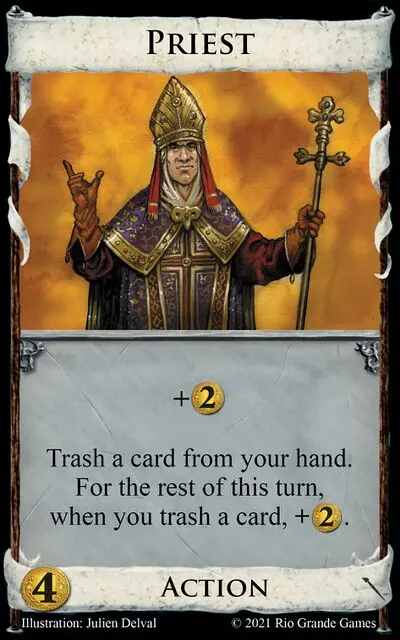 PRIEST
+2
Trash a card from your hand.
For the rest of this turn,
when you trash a card, +2.
4
ACTION
Illustration: Julien Delval © 2021 Rio Grande Games